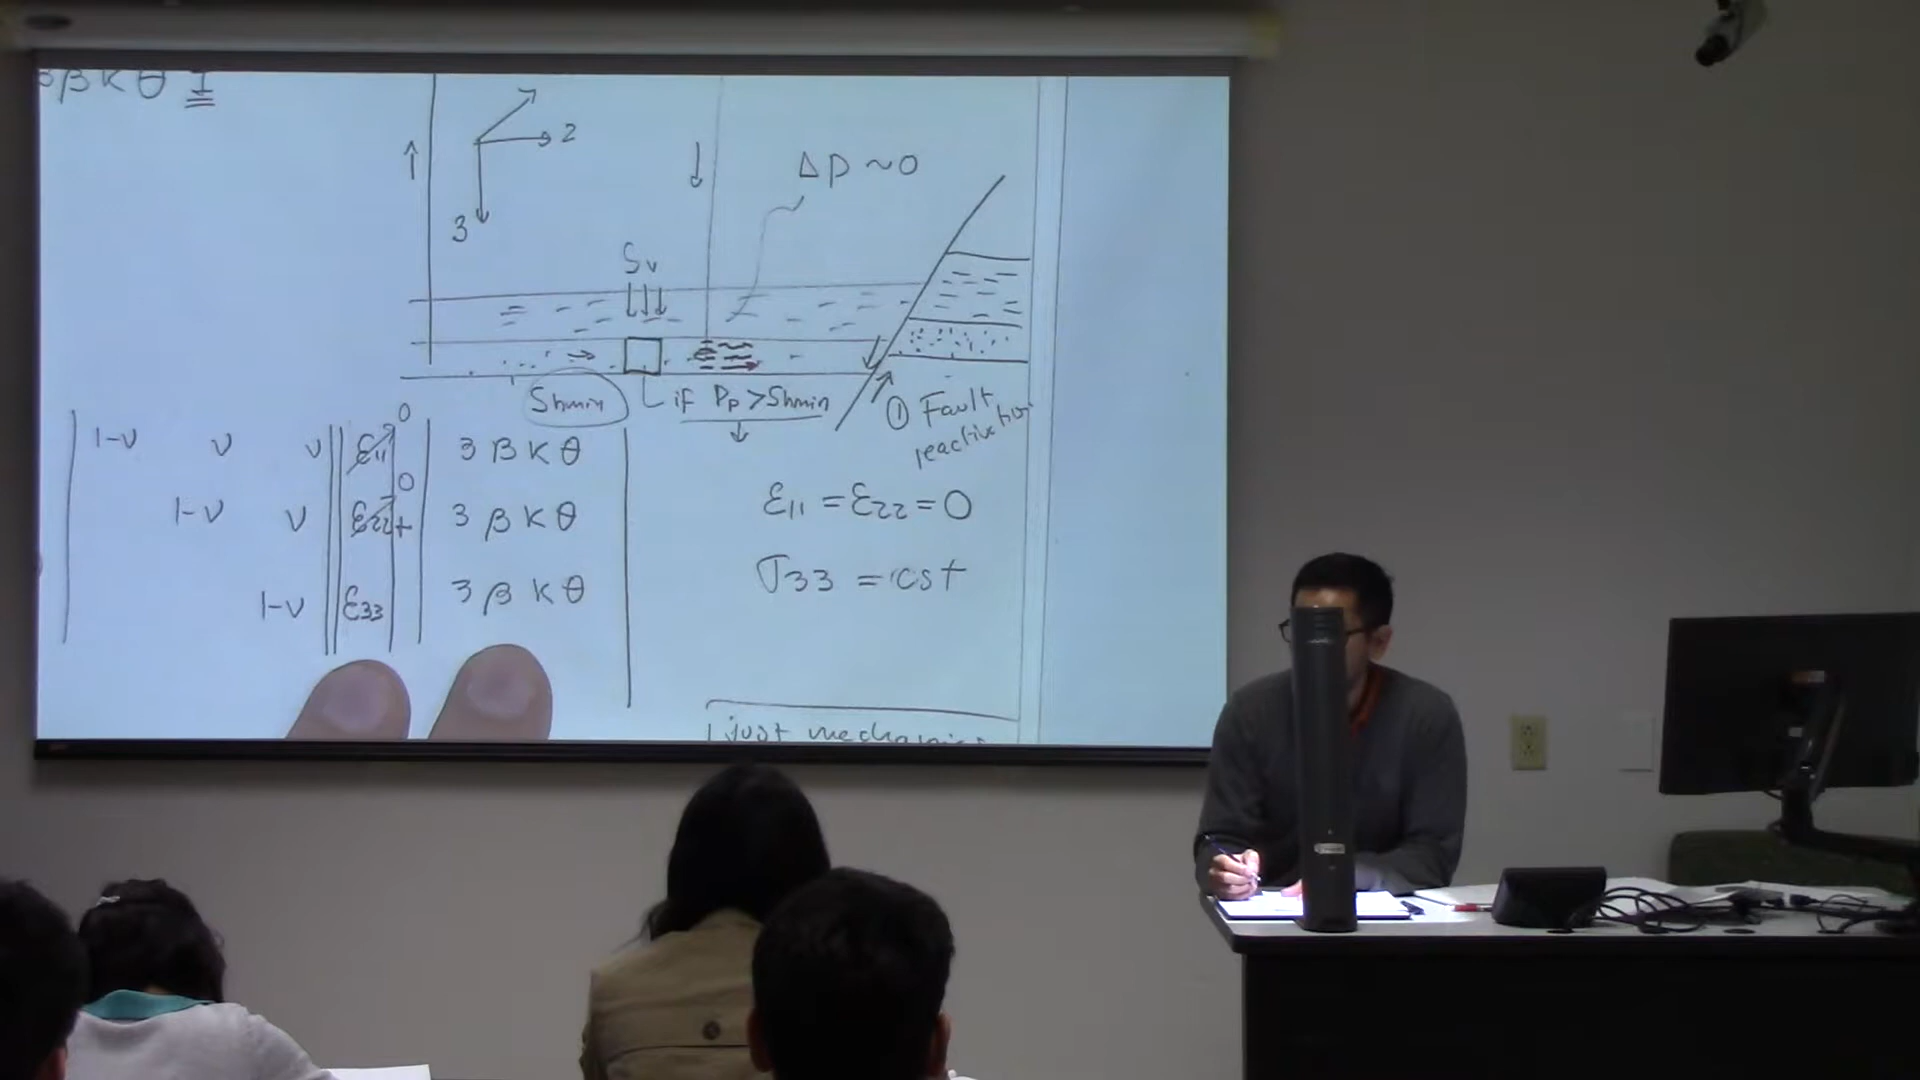 3βKθ I
2
3
Δp ~0
Sv
Shmin
if Pp > Shmin
① Fault
reactivation
1-ν ν ν ε11 0 3βKθ
1-ν ν ε22 0 + 3βKθ
1-ν ε33 3βKθ
ε11 = ε22 = 0
σ33 = cst
just mechanics